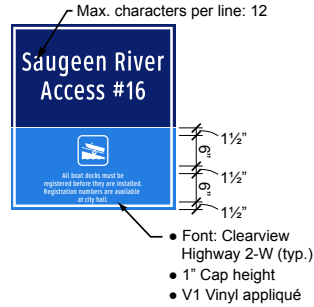 Max. characters per line: 12
Saugeen River
Access #16
All boat docks must be
registered before they are installed.
Registration numbers are available
at city hall.
1½”
6”
1½”
6”
1½”
● Font: Clearview
Highway 2-W (typ.)
● 1” Cap height
● V1 Vinyl appliqué